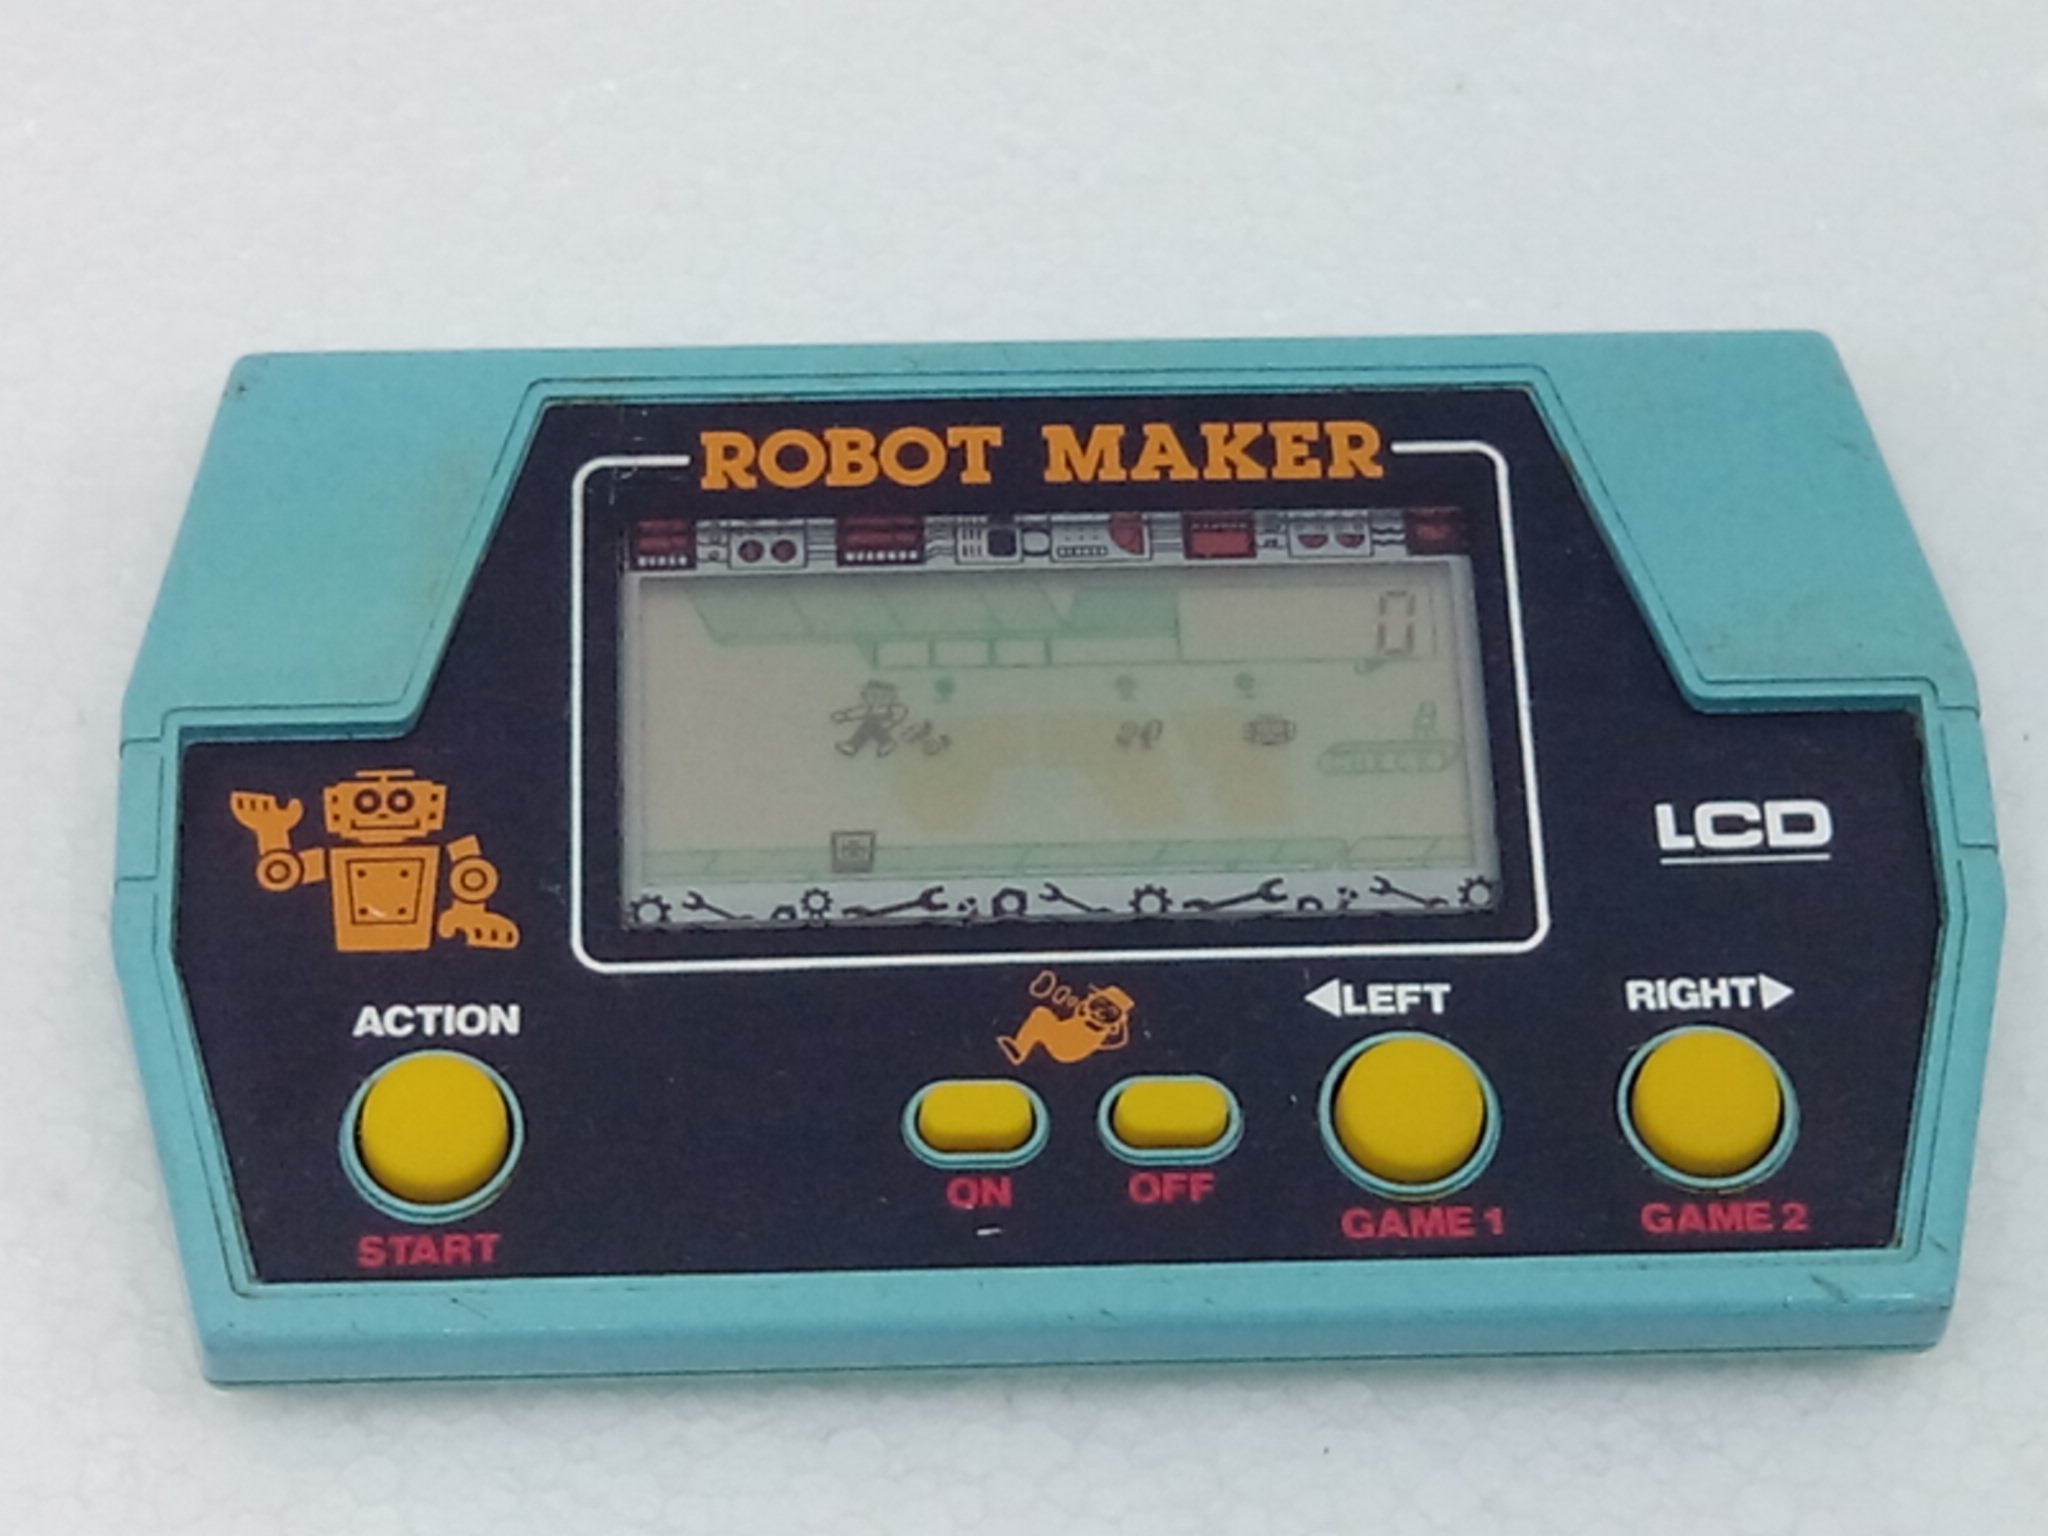 ROBOT MAKER
0
LCD
ACTION
◀LEFT
RIGHT▶
ON
OFF
START
GAME 1
GAME 2